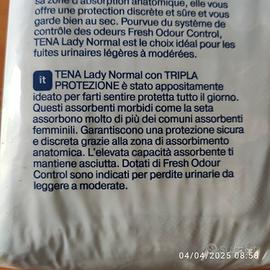 sa zone d'absorption anatomique, elle vous
offre une protection discrète et sûre et vous
garde bien au sec. Pourvue du système de
contrôle des odeurs Fresh Odour Control,
TENA Lady Normal est le choix idéal pour les
fuites urinaires légères à modérées.
it TENA Lady Normal con TRIPLA
PROTEZIONE è stato appositamente
ideato per farti sentire protetta tutto il giorno.
Questi assorbenti morbidi come la seta
assorbono molto di più dei comuni assorbenti
femminili. Garantiscono una protezione sicura
e discreta grazie alla zona di assorbimento
anatomica. L'elevata capacità assorbente ti
mantiene asciutta. Dotati di Fresh Odour
Control sono indicati per perdite urinarie da
leggere a moderate.
04/04/2025 08:56